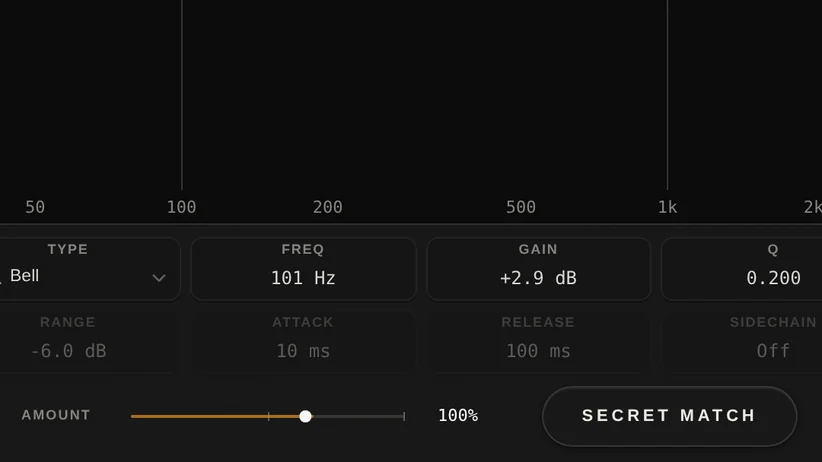 50 100 200 500 1k 2k
TYPE FREQ GAIN Q
Bell 101 Hz +2.9 dB 0.200
RANGE ATTACK RELEASE SIDECHAIN
-6.0 dB 10 ms 100 ms Off
AMOUNT 100% SECRET MATCH